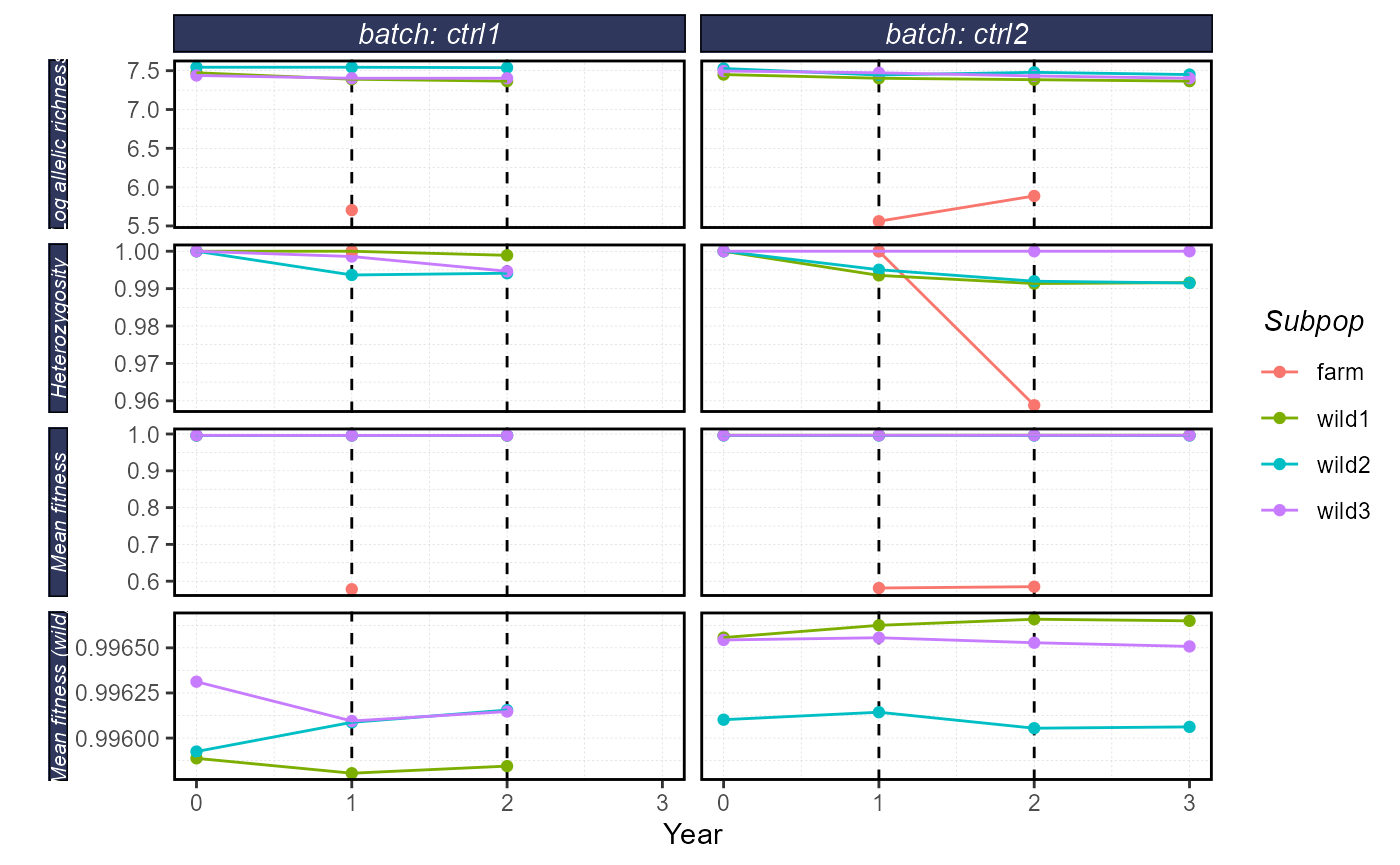 batch: ctrl1
batch: ctrl2
Log allelic richness
7.5
7.0
6.5
6.0
5.5
Heterozygosity
1.00
0.99
0.98
0.97
0.96
Mean fitness
1.0
0.9
0.8
0.7
0.6
Mean fitness (wild
0.99650
0.99625
0.99600
0
1
2
3
0
1
2
3
Year
Subpop
farm
wild1
wild2
wild3